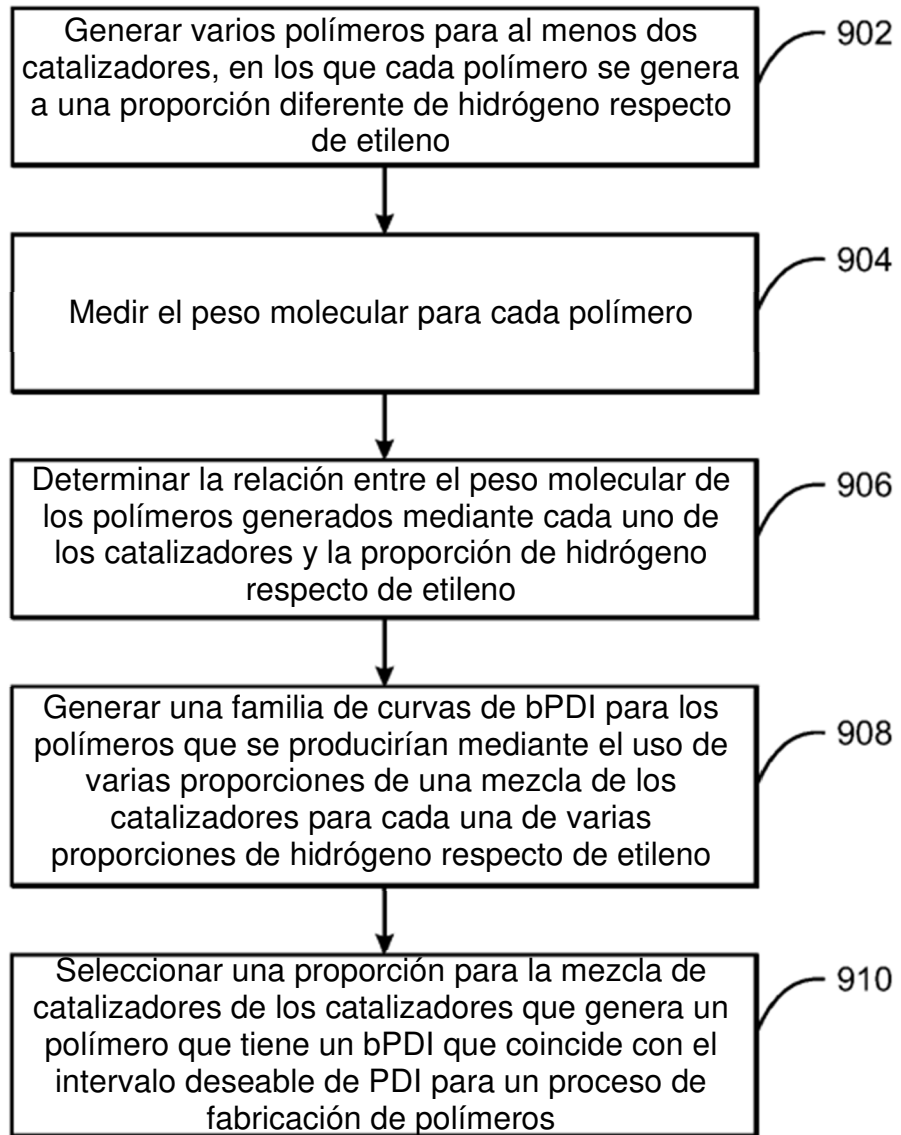 Generar varios polímeros para al menos dos
catalizadores, en los que cada polímero se genera
a una proporción diferente de hidrógeno respecto
de etileno
902
Medir el peso molecular para cada polímero
904
Determinar la relación entre el peso molecular de
los polímeros generados mediante cada uno de
los catalizadores y la proporción de hidrógeno
respecto de etileno
906
Generar una familia de curvas de bPDI para los
polímeros que se producirían mediante el uso de
varias proporciones de una mezcla de los
catalizadores para cada una de varias
proporciones de hidrógeno respecto de etileno
908
Seleccionar una proporción para la mezcla de
catalizadores de los catalizadores que genera un
polímero que tiene un bPDI que coincide con el
intervalo deseable de PDI para un proceso de
fabricación de polímeros
910